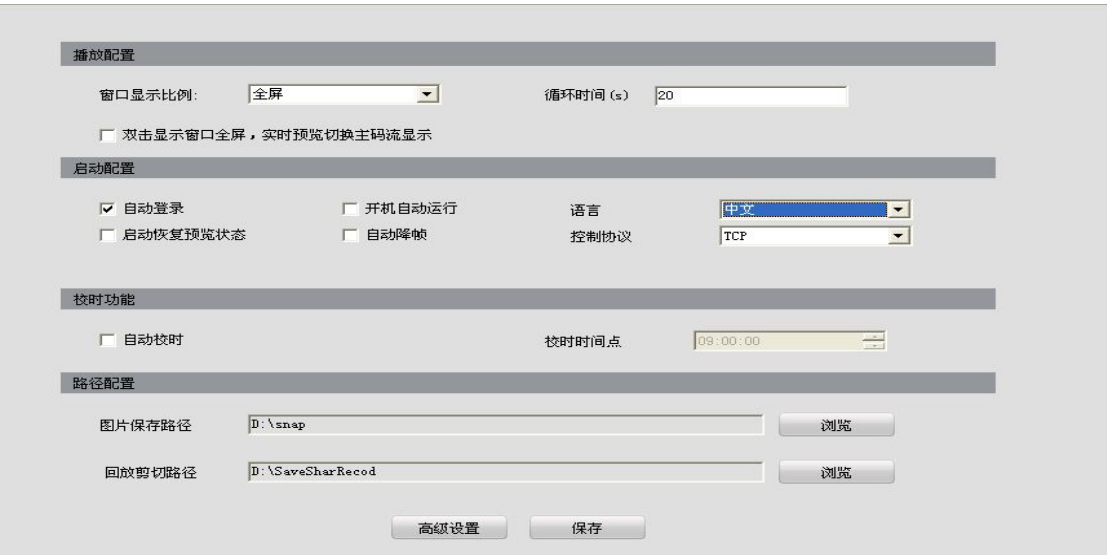 播放配置
窗口显示比例: 全屏 循环时间(s) 20
双击显示窗口全屏，实时预览切换主码流显示
启动配置
自动登录 开机自动运行 语言 中文
启动恢复预览状态 自动降帧 控制协议 TCP
校时功能
自动校时 校时时间点 09:00:00
路径配置
图片保存路径 D:\snap 浏览
回放剪切路径 D:\SaveSharRecod 浏览
高级设置 保存